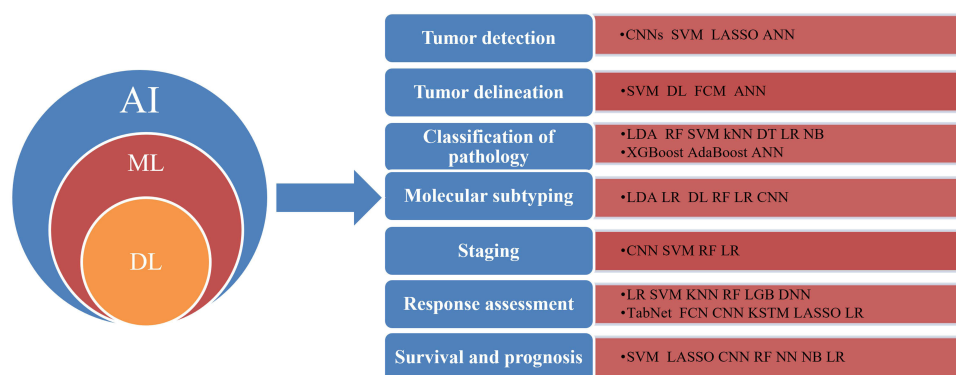 AI
ML
DL
Tumor detection
•CNNs SVM LASSO ANN
Tumor delineation
•SVM DL FCM ANN
Classification of
pathology
•LDA RF SVM kNN DT LR NB
•XGBoost AdaBoost ANN
Molecular subtyping
•LDA LR DL RF LR CNN
Staging
•CNN SVM RF LR
Response assessment
•LR SVM KNN RF LGB DNN
•TabNet FCN CNN KSTM LASSO LR
Survival and prognosis
•SVM LASSO CNN RF NN NB LR